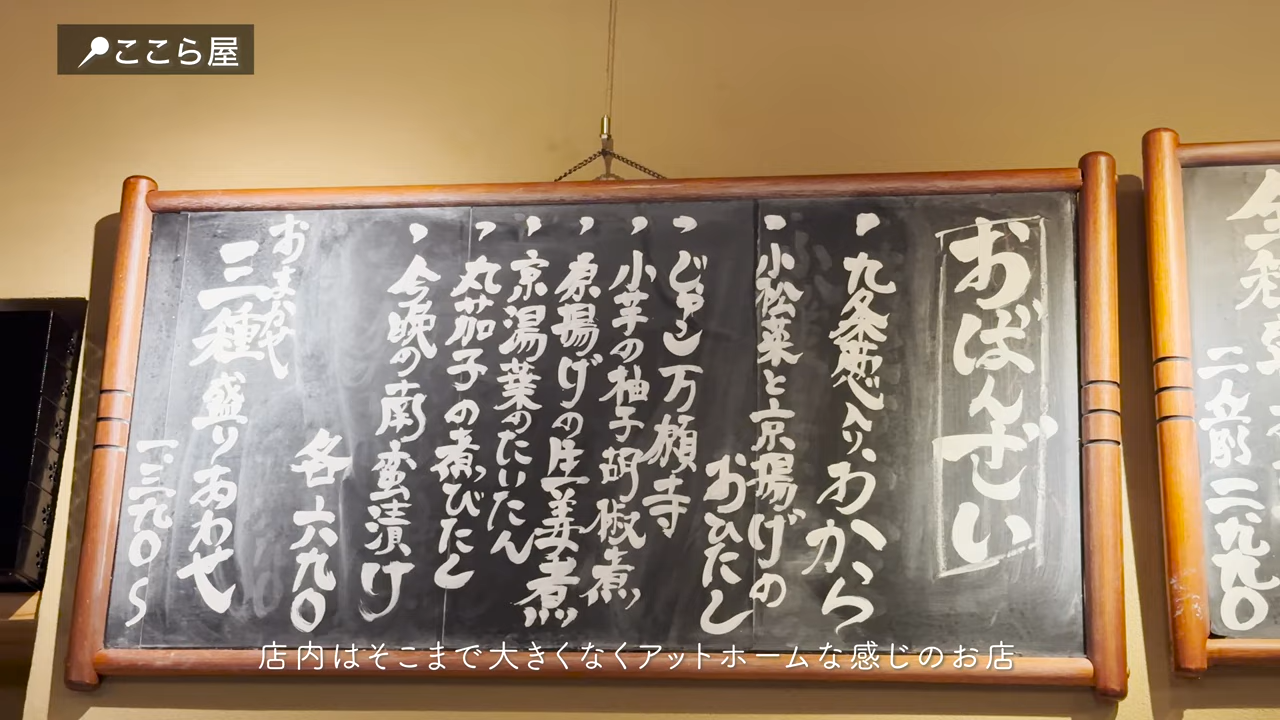 ここら屋
おばんざい
・九条葱入りおから
・小松菜と京揚げの
おひたし
・じゃこ万願寺
・小芋の柚子胡椒煮
・京揚げの生姜煮
・京湯葉のたいたん
・丸茄子の煮びたし
・今晩の南蛮漬け
各六九〇
おまかせ
三種盛りあわせ
一三九〇〜
二人前一二九〇
店内はそこまで大きくなくアットホームな感じのお店